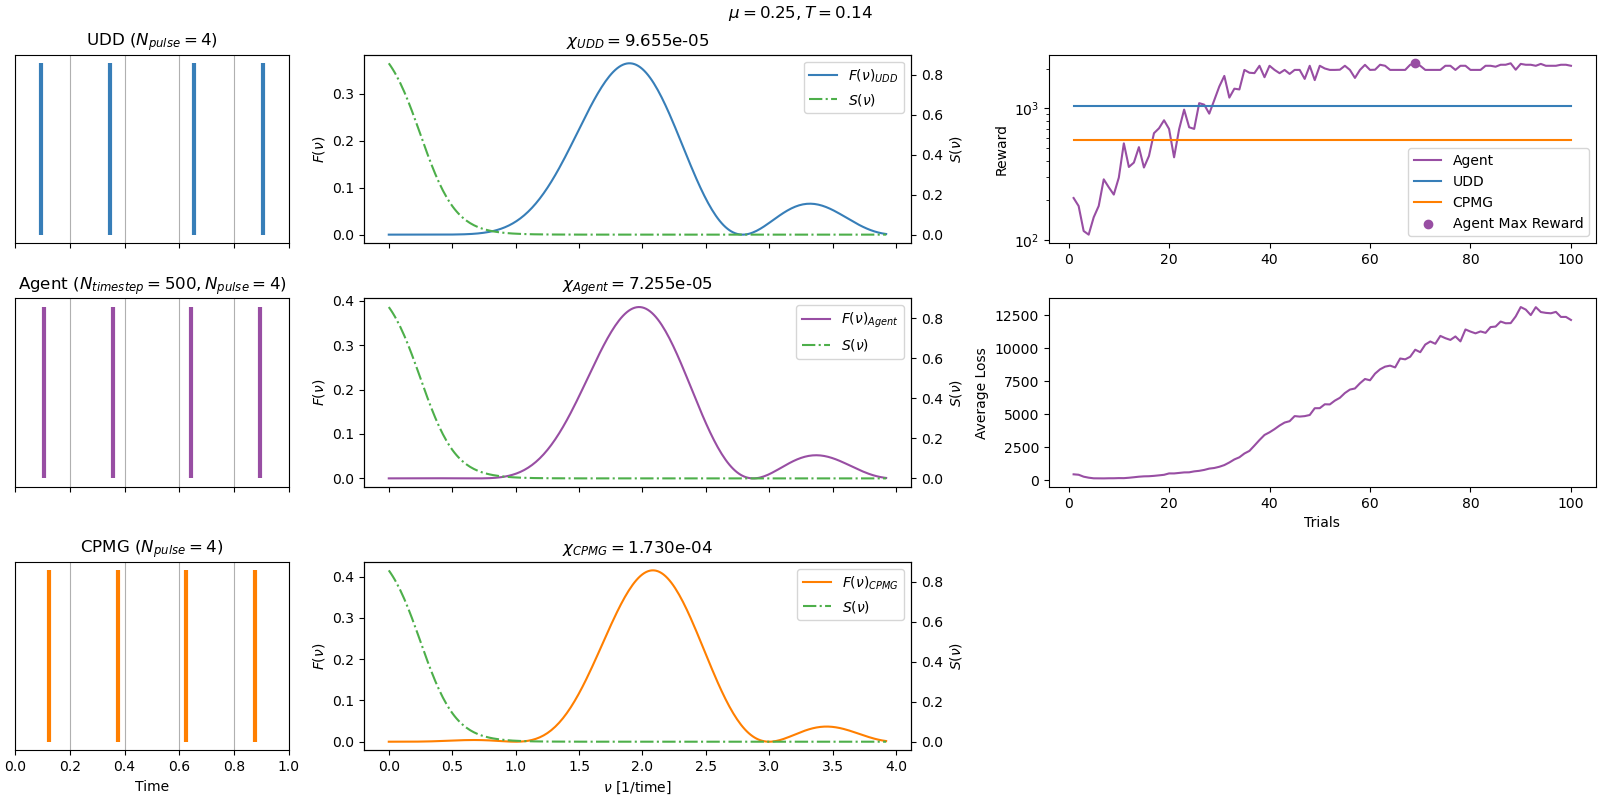 μ = 0.25, T = 0.14
UDD (N_pulse = 4)
χ_UDD = 9.655e-05
F(ν)
0.3
0.2
0.1
0.0
F(ν)_UDD
S(ν)
0.8
0.6
0.4
0.2
0.0
S(ν)
Reward
10^3
10^2
Agent
UDD
CPMG
Agent Max Reward
0 20 40 60 80 100
Agent (N_timestep = 500, N_pulse = 4)
χ_Agent = 7.255e-05
F(ν)
0.4
0.3
0.2
0.1
0.0
F(ν)_Agent
S(ν)
0.8
0.6
0.4
0.2
0.0
S(ν)
Average Loss
12500
10000
7500
5000
2500
0
0 20 40 60 80 100
Trials
CPMG (N_pulse = 4)
0.0 0.2 0.4 0.6 0.8 1.0
Time
χ_CPMG = 1.730e-04
F(ν)
0.4
0.3
0.2
0.1
0.0
F(ν)_CPMG
S(ν)
0.8
0.6
0.4
0.2
0.0
S(ν)
0.0 0.5 1.0 1.5 2.0 2.5 3.0 3.5 4.0
ν [1/time]